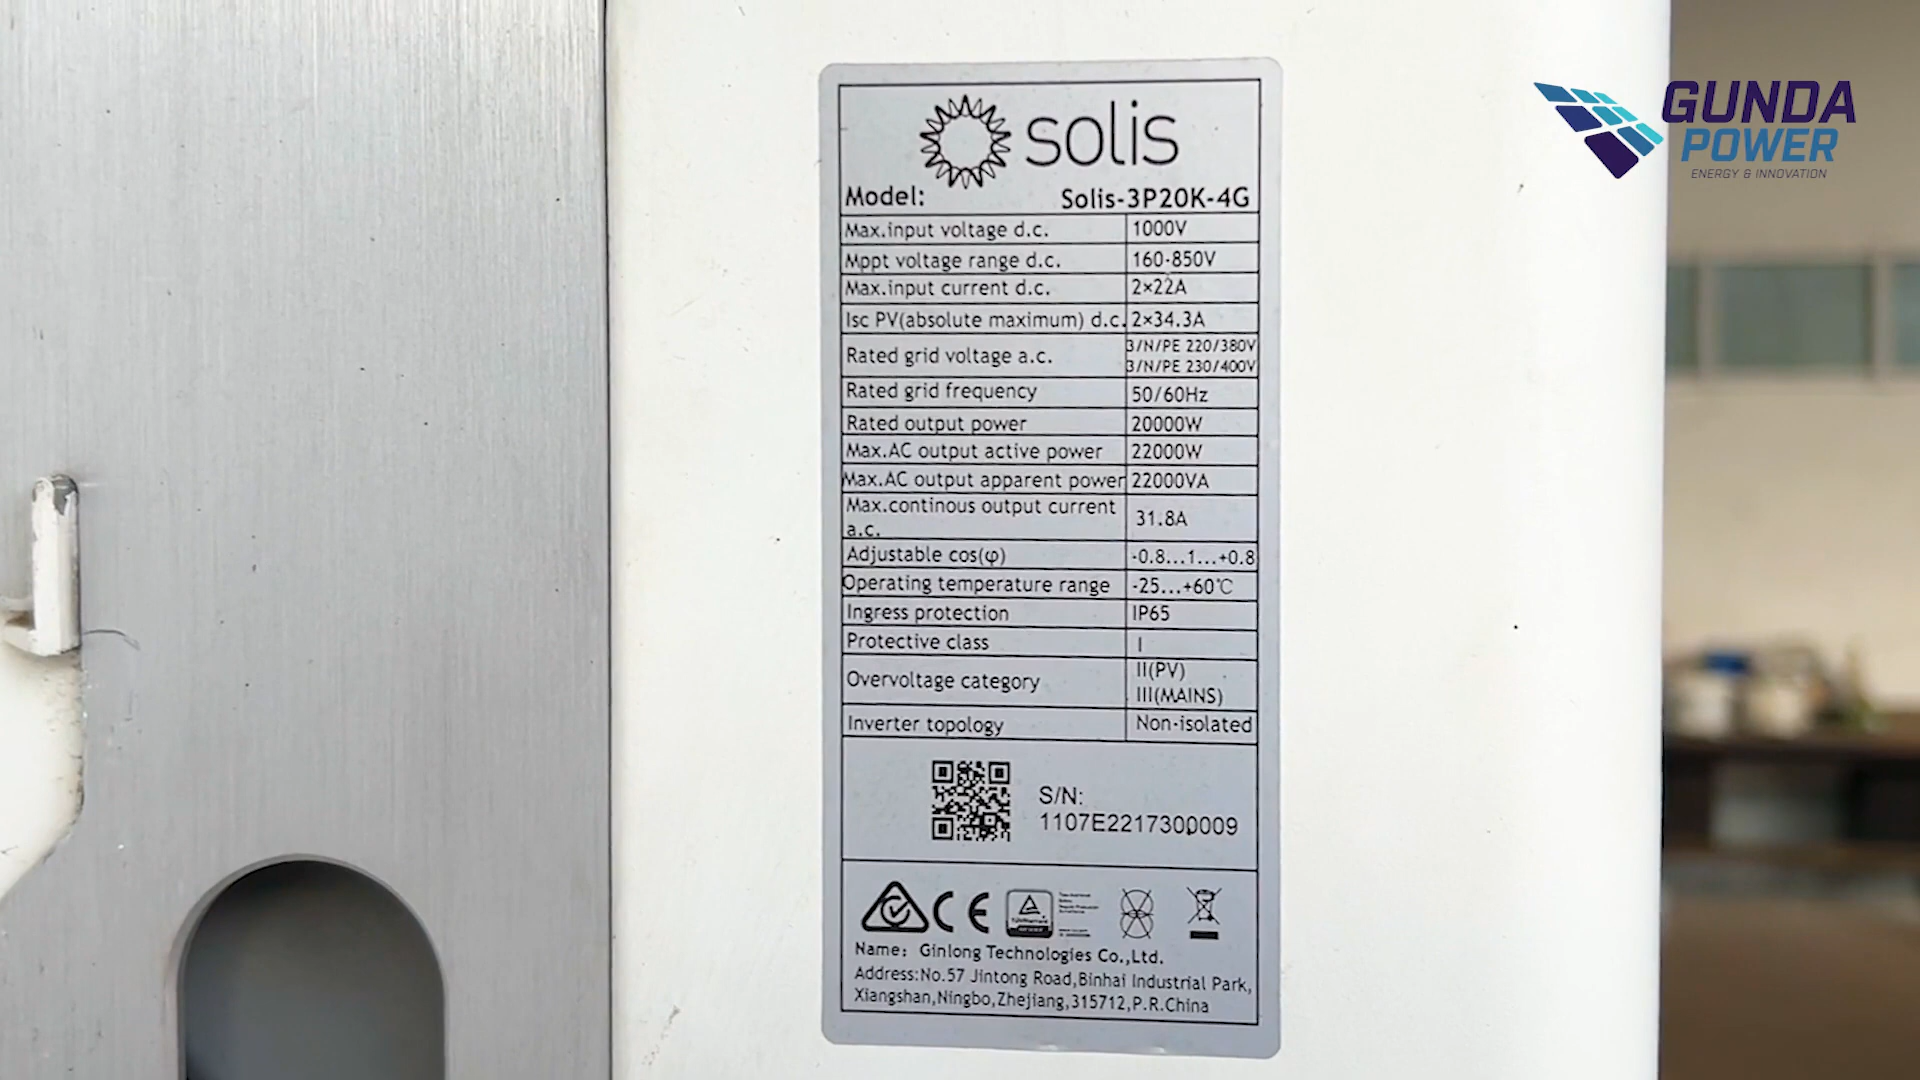 GUNDA
POWER
ENERGY & INNOVATION
solis
Model: Solis-3P20K-4G
Max.input voltage d.c. 1000V
Mppt voltage range d.c. 160-850V
Max.input current d.c. 2×22A
Isc PV(absolute maximum) d.c. 2×34.3A
Rated grid voltage a.c. 3/N/PE 220/380V
3/N/PE 230/400V
Rated grid frequency 50/60Hz
Rated output power 20000W
Max.AC output active power 22000W
Max.AC output apparent power 22000VA
Max.continous output current
a.c. 31.8A
Adjustable cos(φ) -0.8...1...+0.8
Operating temperature range -25...+60℃
Ingress protection IP65
Protective class I
Overvoltage category II(PV)
III(MAINS)
Inverter topology Non-isolated
S/N:
1107E2217300009
CE
Name: Ginlong Technologies Co.,Ltd.
Address:No.57 Jintong Road,Binhai Industrial Park,
Xiangshan,Ningbo,Zhejiang,315712,P.R.China